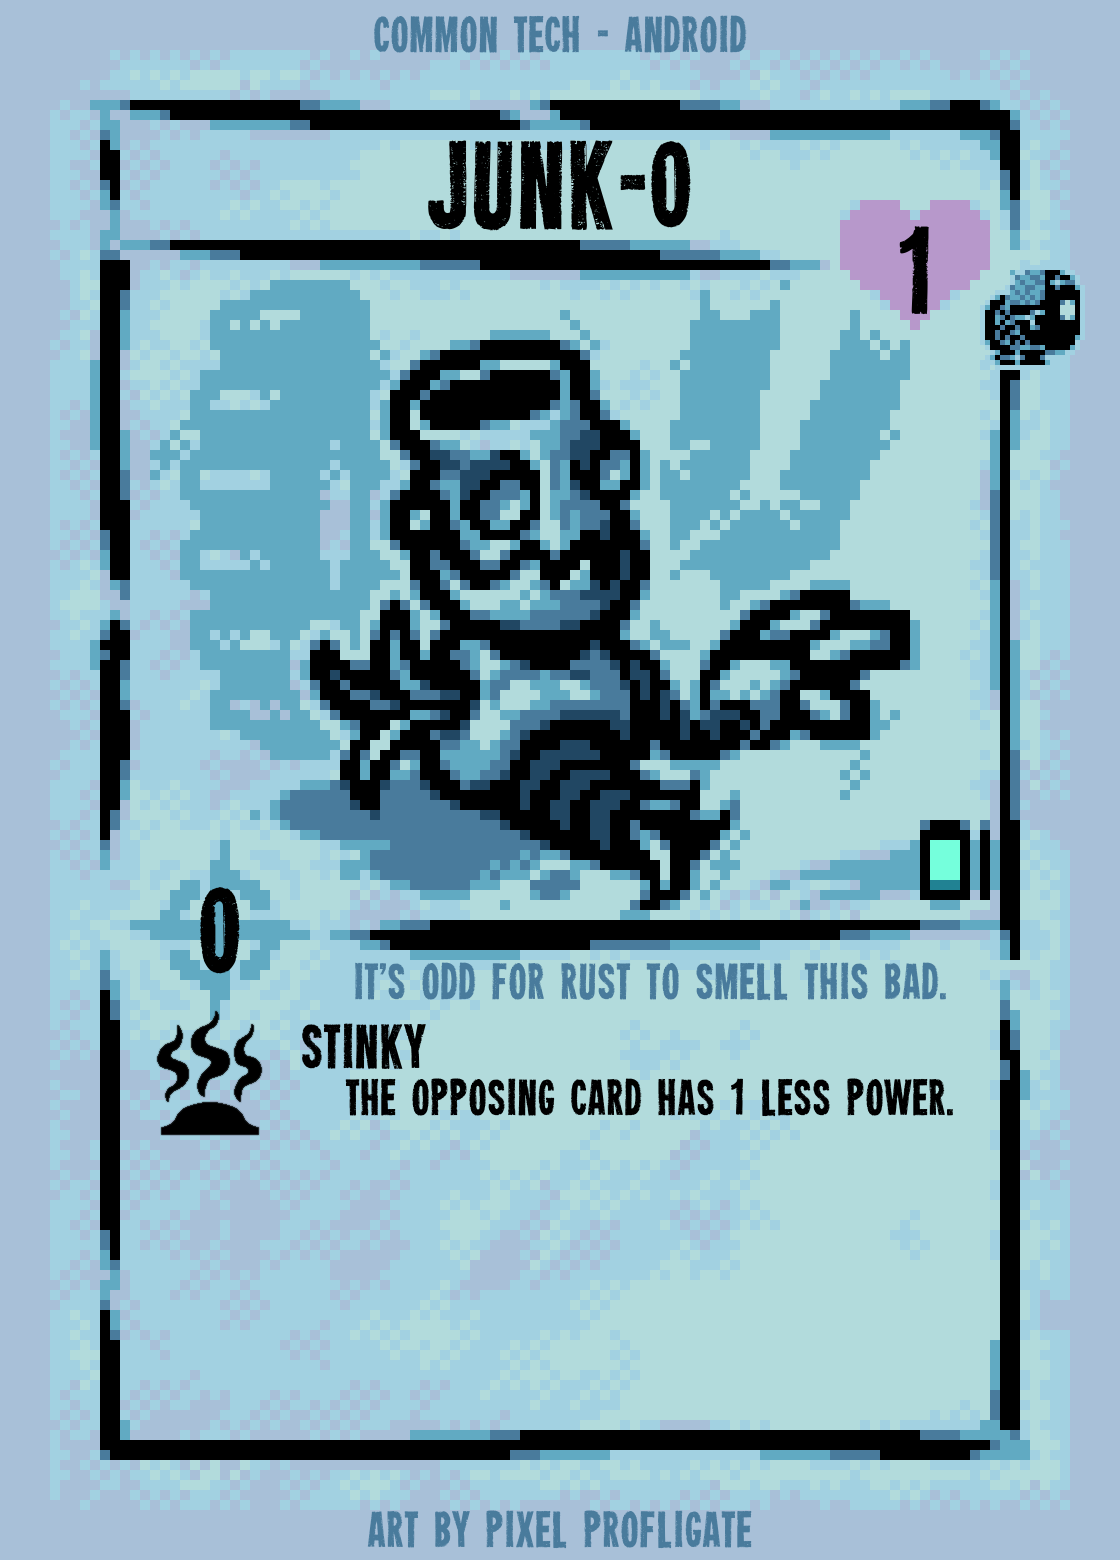 COMMON TECH - ANDROID
JUNK-0
1
0
IT'S ODD FOR RUST TO SMELL THIS BAD.
STINKY
THE OPPOSING CARD HAS 1 LESS POWER.
ART BY PIXEL PROFLIGATE